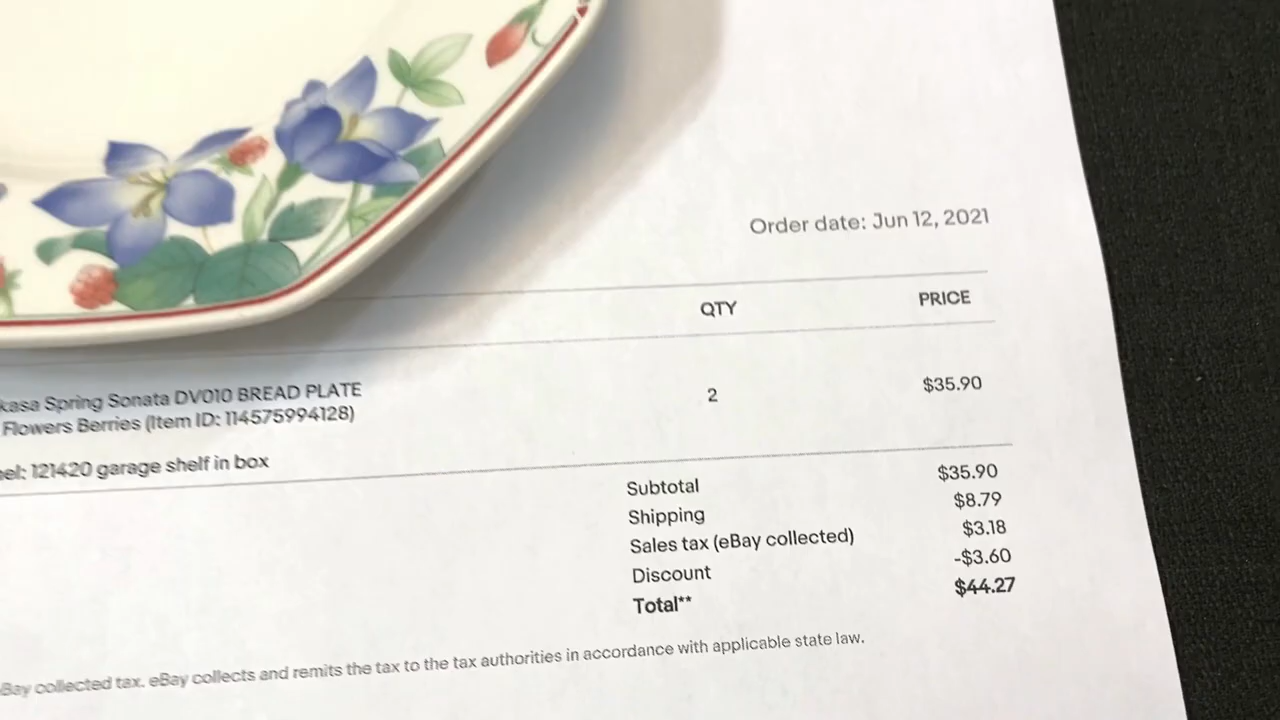 Order date: Jun 12, 2021
QTY PRICE
kasa Spring Sonata DV010 BREAD PLATE 2 $35.90
Flowers Berries (Item ID: 114575994128)
el: 121420 garage shelf in box
Subtotal $35.90
Shipping $8.79
Sales tax (eBay collected) $3.18
Discount -$3.60
Total** $44.27
Bay collected tax. eBay collects and remits the tax to the tax authorities in accordance with applicable state law.